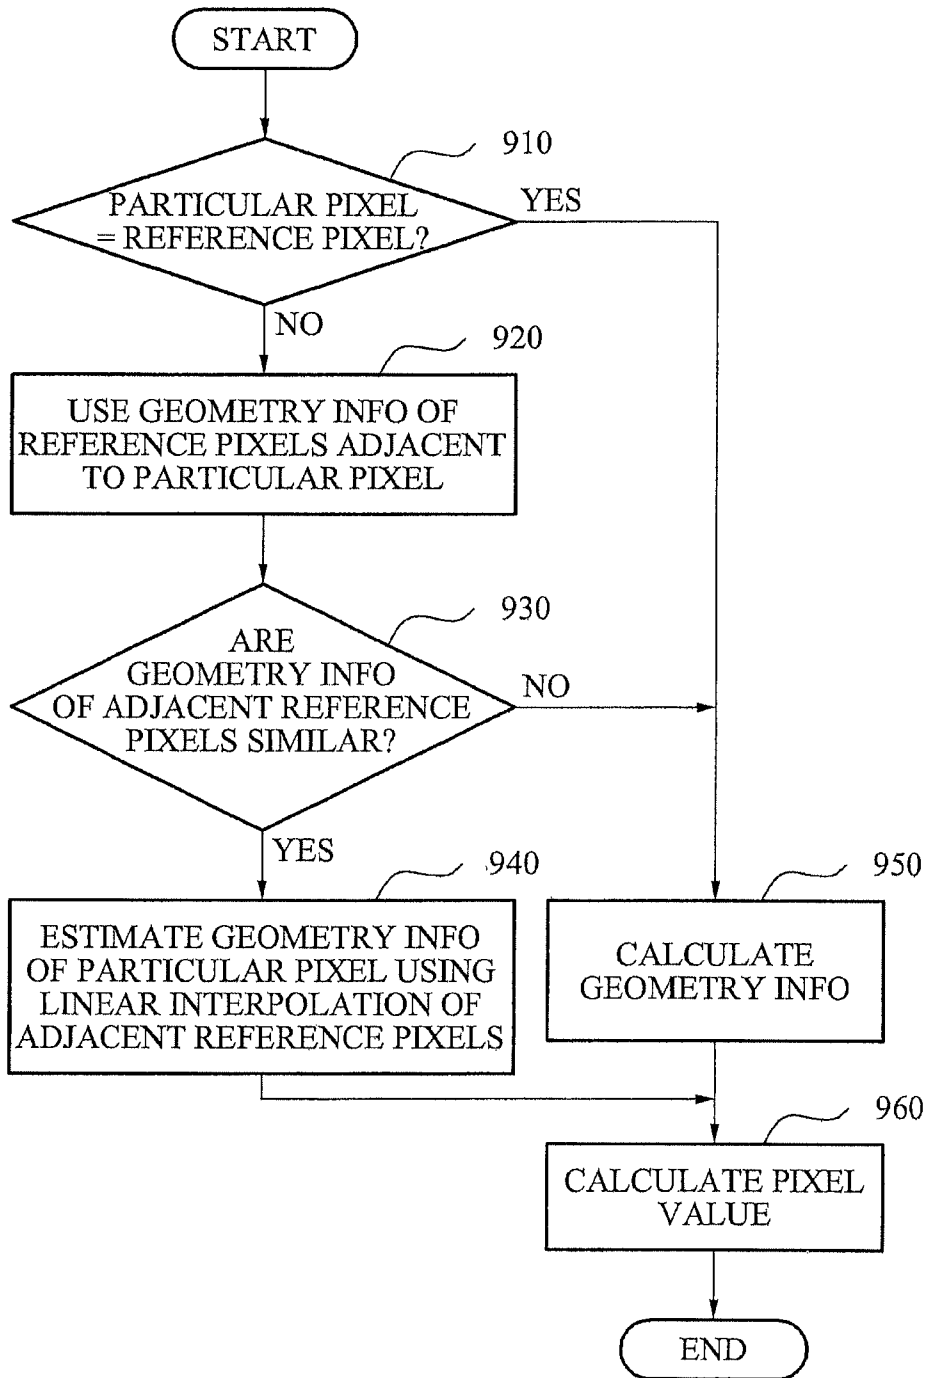 START
910
PARTICULAR PIXEL
= REFERENCE PIXEL?
YES
NO
920
USE GEOMETRY INFO OF
REFERENCE PIXELS ADJACENT
TO PARTICULAR PIXEL
930
ARE
GEOMETRY INFO
OF ADJACENT REFERENCE
PIXELS SIMILAR?
NO
YES
940
ESTIMATE GEOMETRY INFO
OF PARTICULAR PIXEL USING
LINEAR INTERPOLATION OF
ADJACENT REFERENCE PIXELS
950
CALCULATE
GEOMETRY INFO
960
CALCULATE PIXEL
VALUE
END